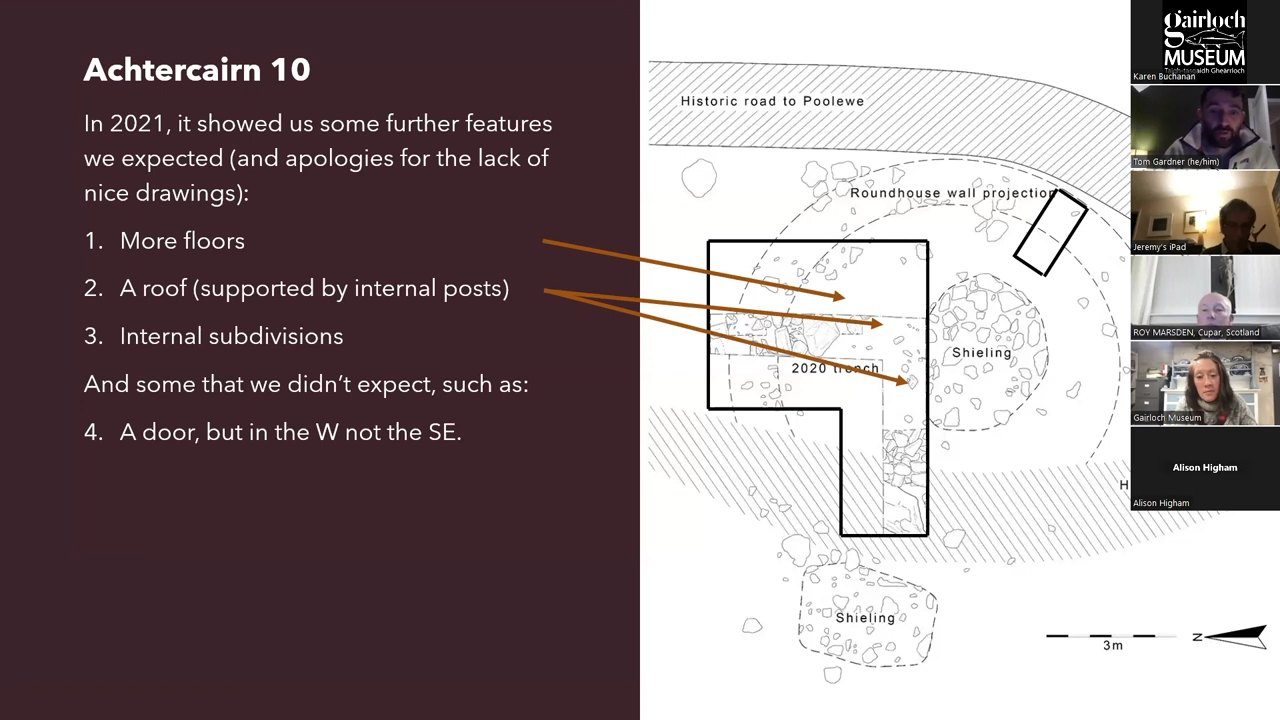 Achtercairn 10
In 2021, it showed us some further features
we expected (and apologies for the lack of
nice drawings):
1. More floors
2. A roof (supported by internal posts)
3. Internal subdivisions
And some that we didn’t expect, such as:
4. A door, but in the W not the SE.
Historic road to Poolewe
Roundhouse wall projection
Shieling
2020 trench
H
Shieling
3m
N
gairloch
MUSEUM
Karen Buchanan
Tom Gardner (he/him)
Jeremy's iPad
ROY MARSDEN, Cupar, Scotland
Gairloch Museum
Alison Higham
Alison Higham